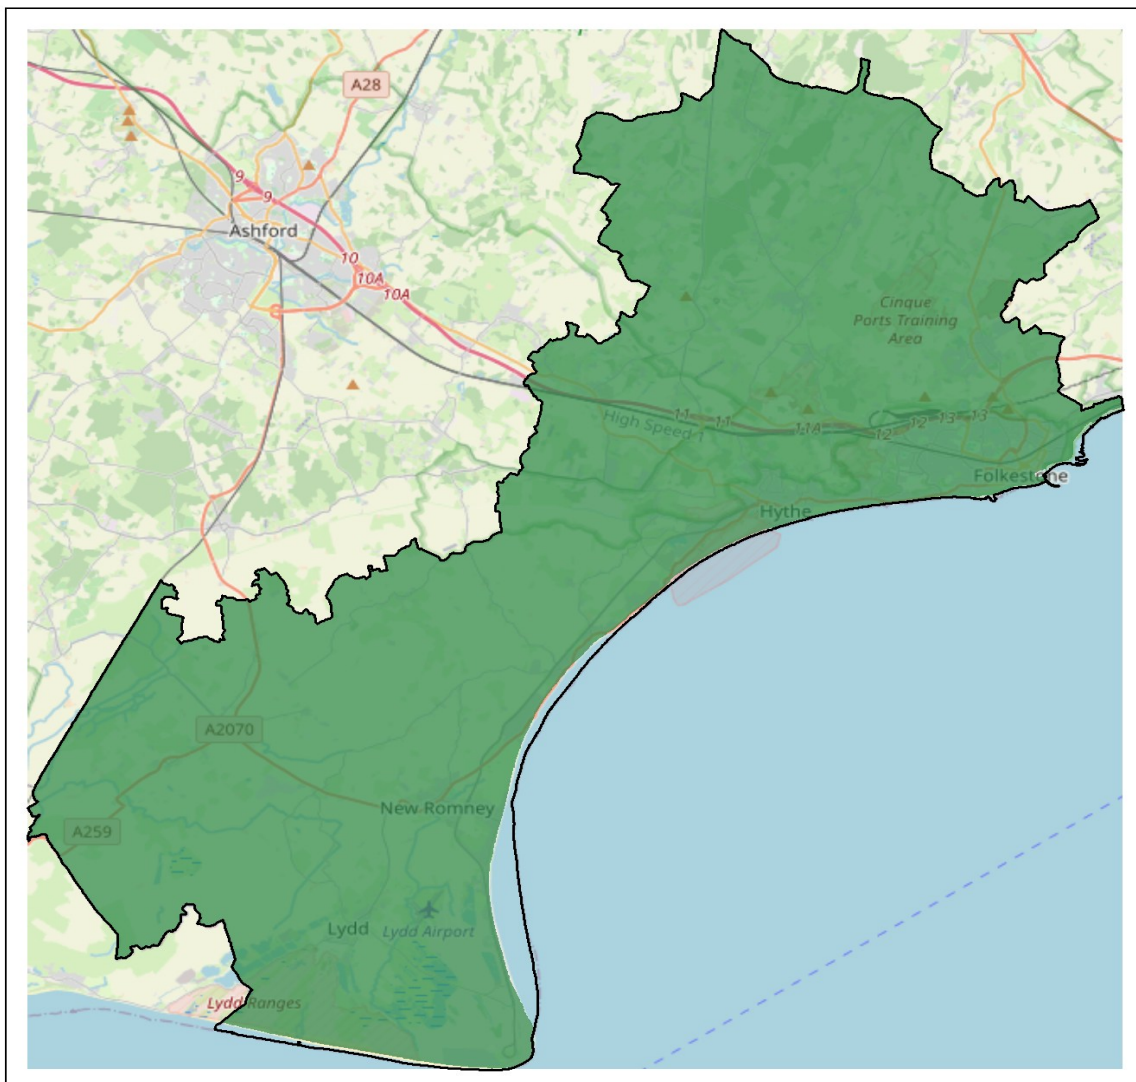 A28
9
9
Ashford
10
10A
10A
Cinque
Ports Training
Area
11
11
High Speed 1
11A
12
12
13
13
Folkestone
Hythe
A2070
New Romney
A259
Lydd
Lydd Airport
Lydd Ranges